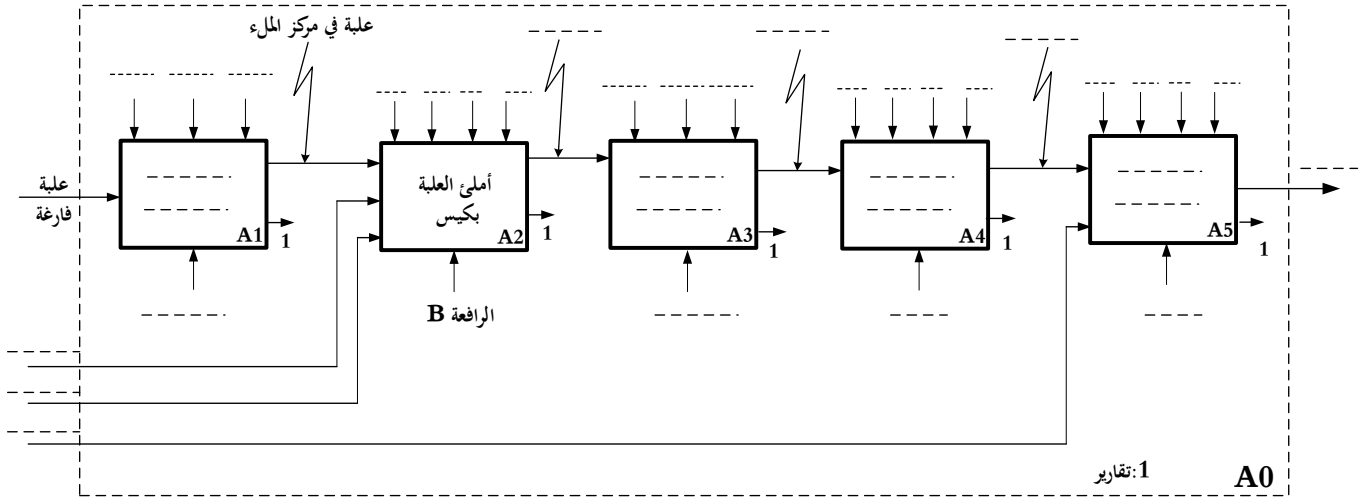 علبة في مركز الملء
علبة
فارغة
A1
1
أملئ العلبة
بكيس
A2
1
A3
1
A4
1
A5
1
الرافعة B
1:تقارير
A0